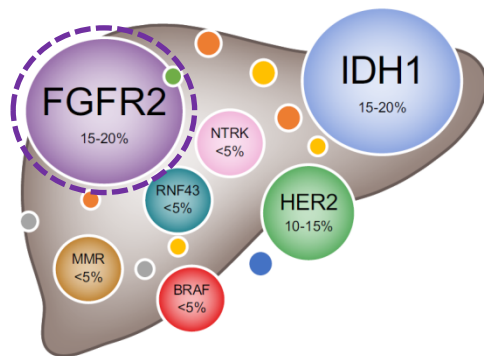 FGFR2
15-20%
IDH1
15-20%
NTRK
<5%
RNF43
<5%
HER2
10-15%
MMR
<5%
BRAF
<5%